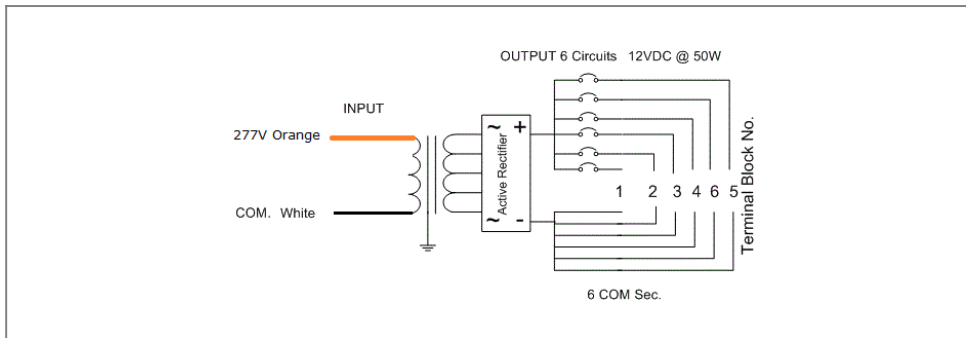 OUTPUT 6 Circuits 12VDC @ 50W
INPUT
277V Orange
COM. White
~ +
Active Rectifier
~ -
1 2 3 4 6 5
Terminal Block No.
6 COM Sec.